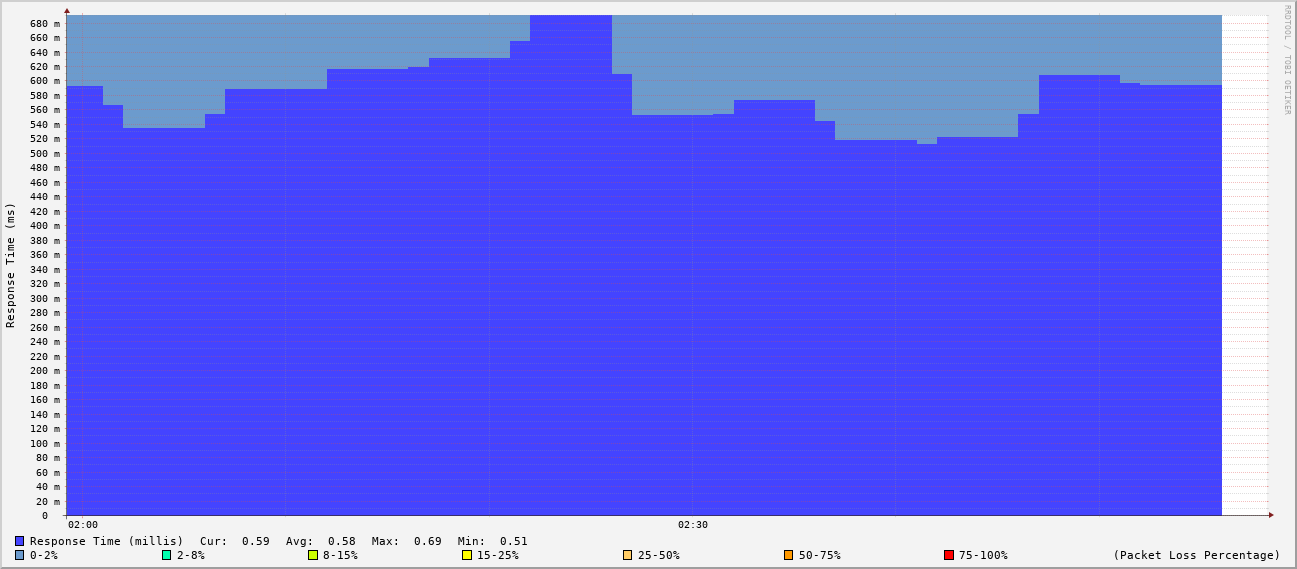 680 m
660 m
640 m
620 m
600 m
580 m
560 m
540 m
520 m
500 m
480 m
460 m
440 m
420 m
400 m
380 m
360 m
340 m
320 m
300 m
280 m
260 m
240 m
220 m
200 m
180 m
160 m
140 m
120 m
100 m
80 m
60 m
40 m
20 m
0
Response Time (ms)
RRDTOOL / TOBI OETIKER
02:00 02:30
Response Time (millis) Cur: 0.59 Avg: 0.58 Max: 0.69 Min: 0.51
0-2% 2-8% 8-15% 15-25% 25-50% 50-75% 75-100% (Packet Loss Percentage)